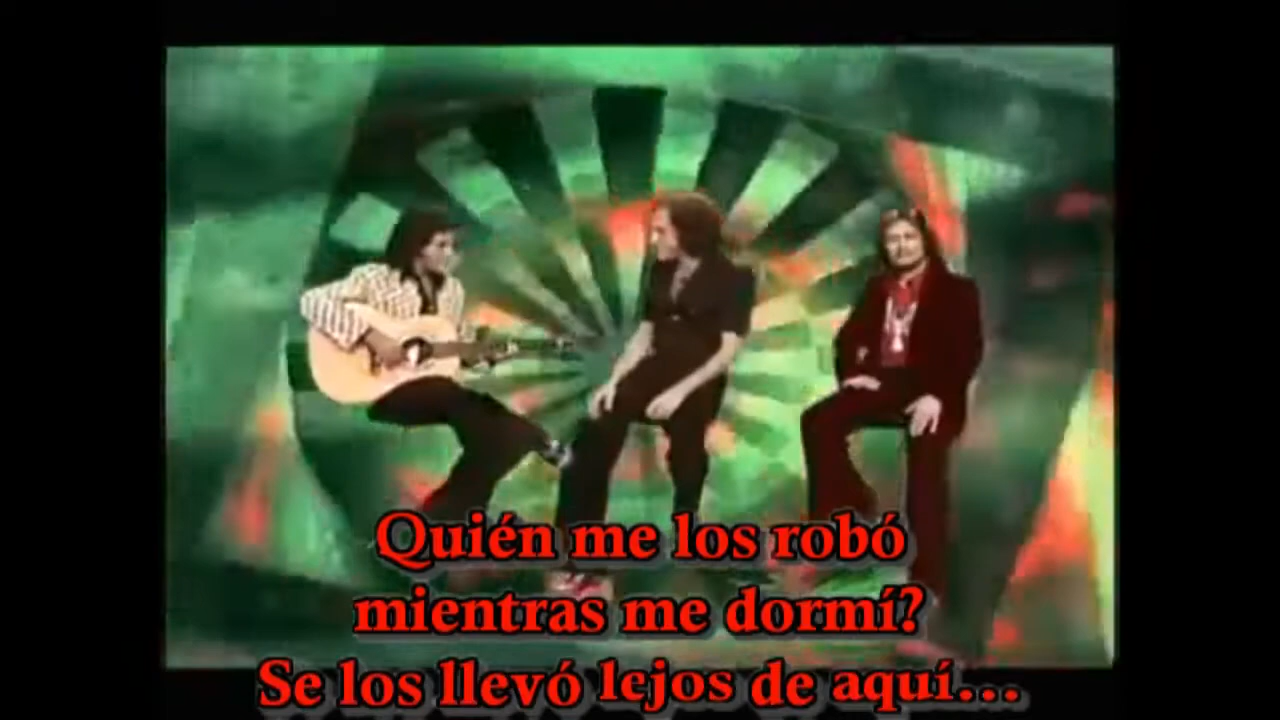 Quién me los robó
mientras me dormí?
Se los llevó lejos de aquí...